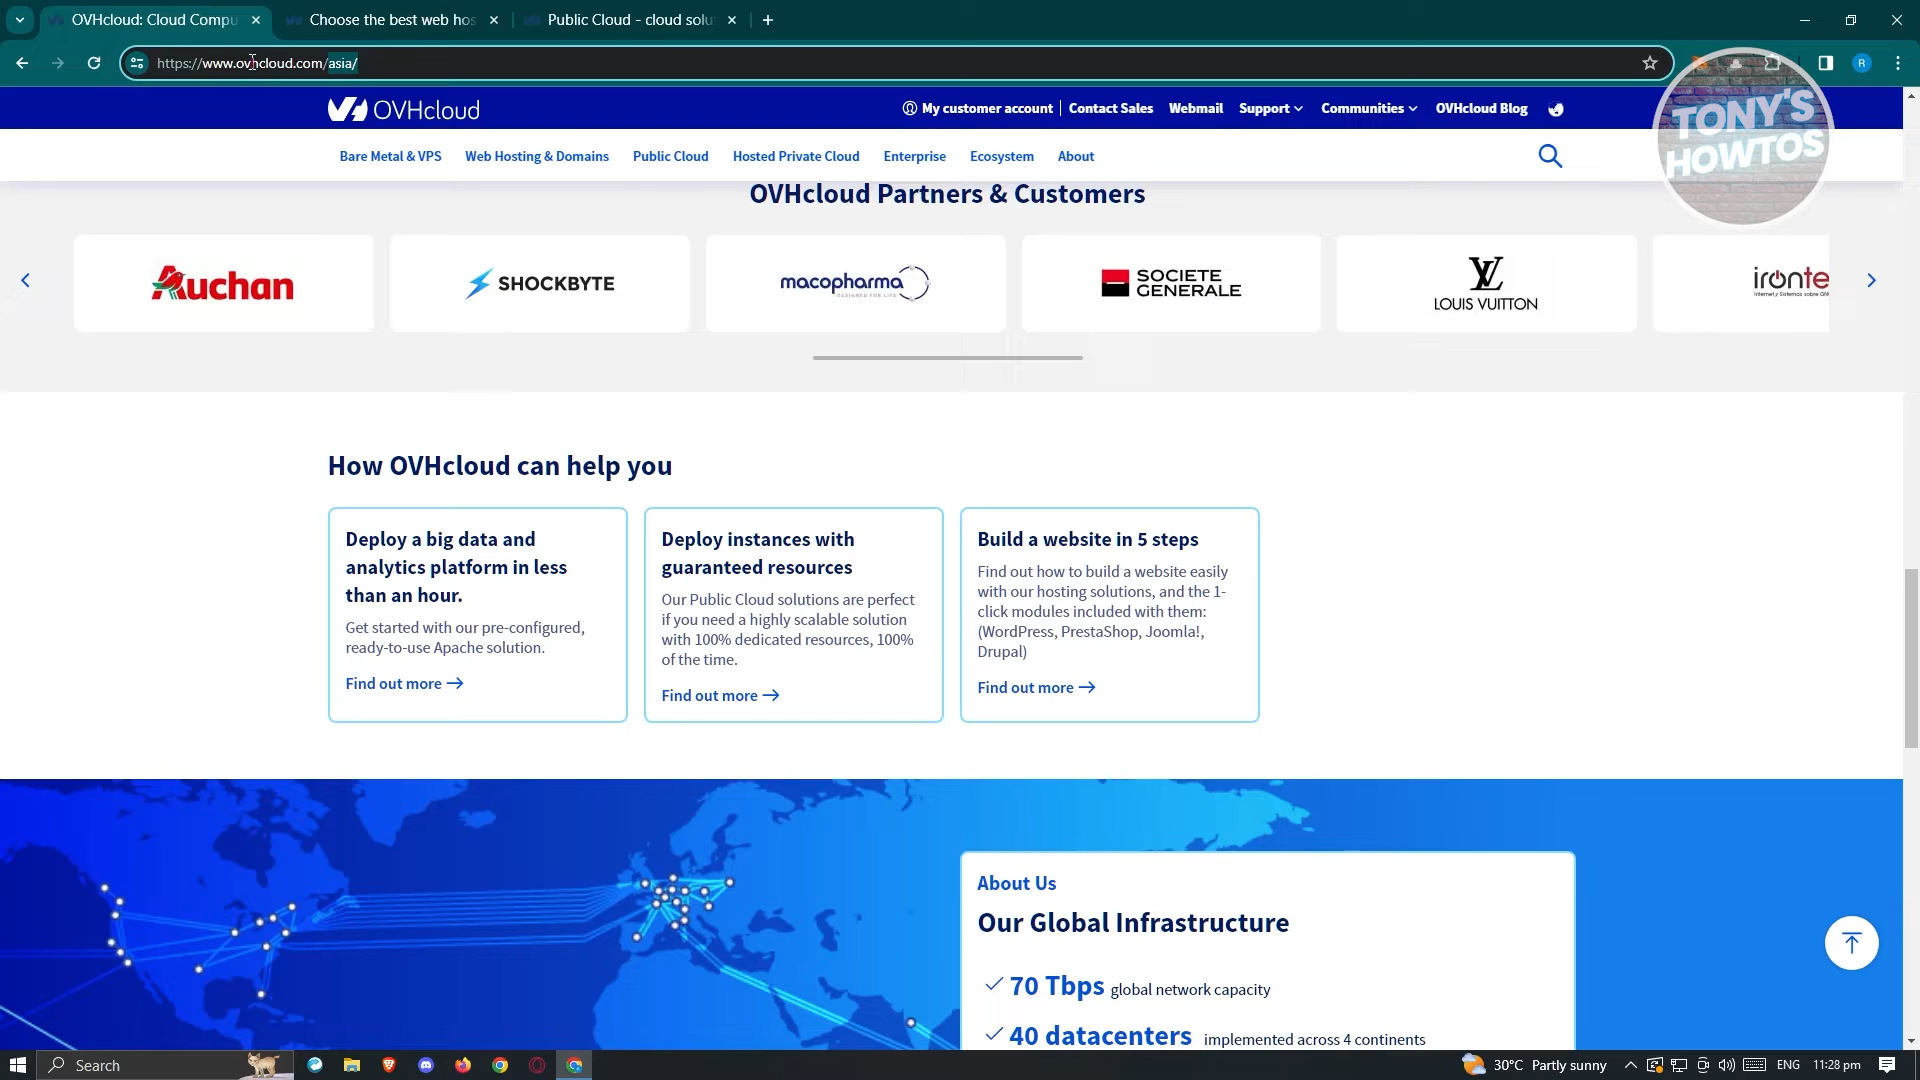 OVHcloud: Cloud Compu
Choose the best web hos
Public Cloud - cloud solu
https://www.ovhcloud.com/asia/
R
OVHcloud
My customer account
Contact Sales
Webmail
Support
Communities
OVHcloud Blog
TONY'S
HOWTOS
Bare Metal & VPS
Web Hosting & Domains
Public Cloud
Hosted Private Cloud
Enterprise
Ecosystem
About
OVHcloud Partners & Customers
Auchan
SHOCKBYTE
macopharma
DESIGNED FOR LIFE
SOCIETE
GENERALE
LV
LOUIS VUITTON
ironte
How OVHcloud can help you
Deploy a big data and
analytics platform in less
than an hour.
Get started with our pre-configured,
ready-to-use Apache solution.
Find out more
Deploy instances with
guaranteed resources
Our Public Cloud solutions are perfect
if you need a highly scalable solution
with 100% dedicated resources, 100%
of the time.
Find out more
Build a website in 5 steps
Find out how to build a website easily
with our hosting solutions, and the 1-
click modules included with them:
(WordPress, PrestaShop, Joomla!,
Drupal)
Find out more
About Us
Our Global Infrastructure
70 Tbps global network capacity
40 datacenters implemented across 4 continents
Search
30°C Partly sunny
ENG
11:28 pm